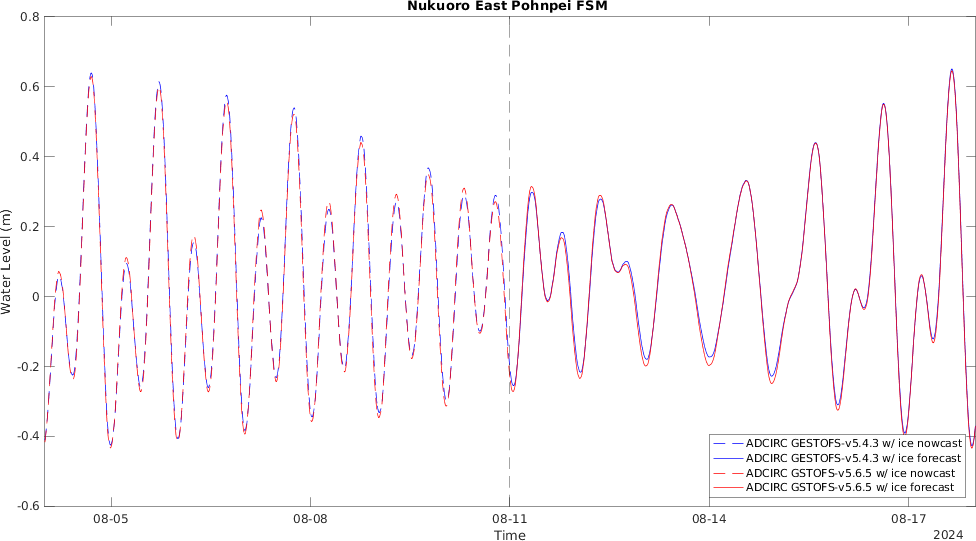 Nukuoro East Pohnpei FSM
0.8
0.6
0.4
0.2
0
-0.2
-0.4
-0.6
Water Level (m)
ADCIRC GESTOFS-v5.4.3 w/ ice nowcast
ADCIRC GESTOFS-v5.4.3 w/ ice forecast
ADCIRC GSTOFS-v5.6.5 w/ ice nowcast
ADCIRC GSTOFS-v5.6.5 w/ ice forecast
08-05 08-08 08-11 08-14 08-17
Time
2024